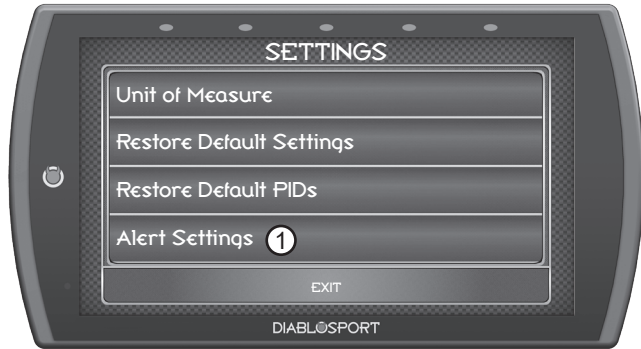 SETTINGS
Unit of Measure
Restore Default Settings
Restore Default PIDs
Alert Settings 1
EXIT
DIABLOSPORT